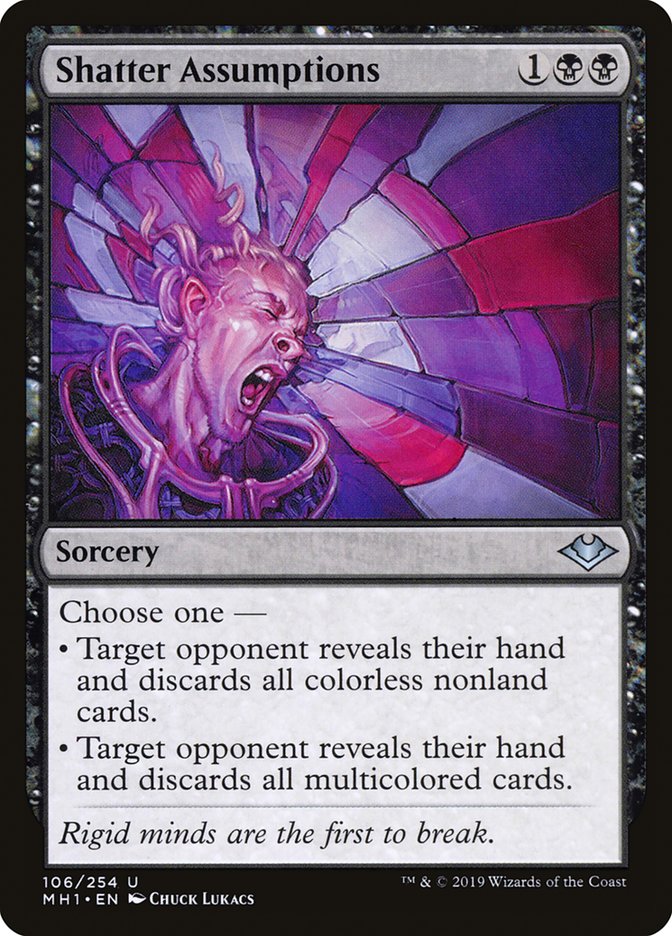 Shatter Assumptions 1
Sorcery
Choose one —
• Target opponent reveals their hand
and discards all colorless nonland
cards.
• Target opponent reveals their hand
and discards all multicolored cards.
Rigid minds are the first to break.
106/254 U
MH1 • EN Chuck Lukacs
™ & © 2019 Wizards of the Coast